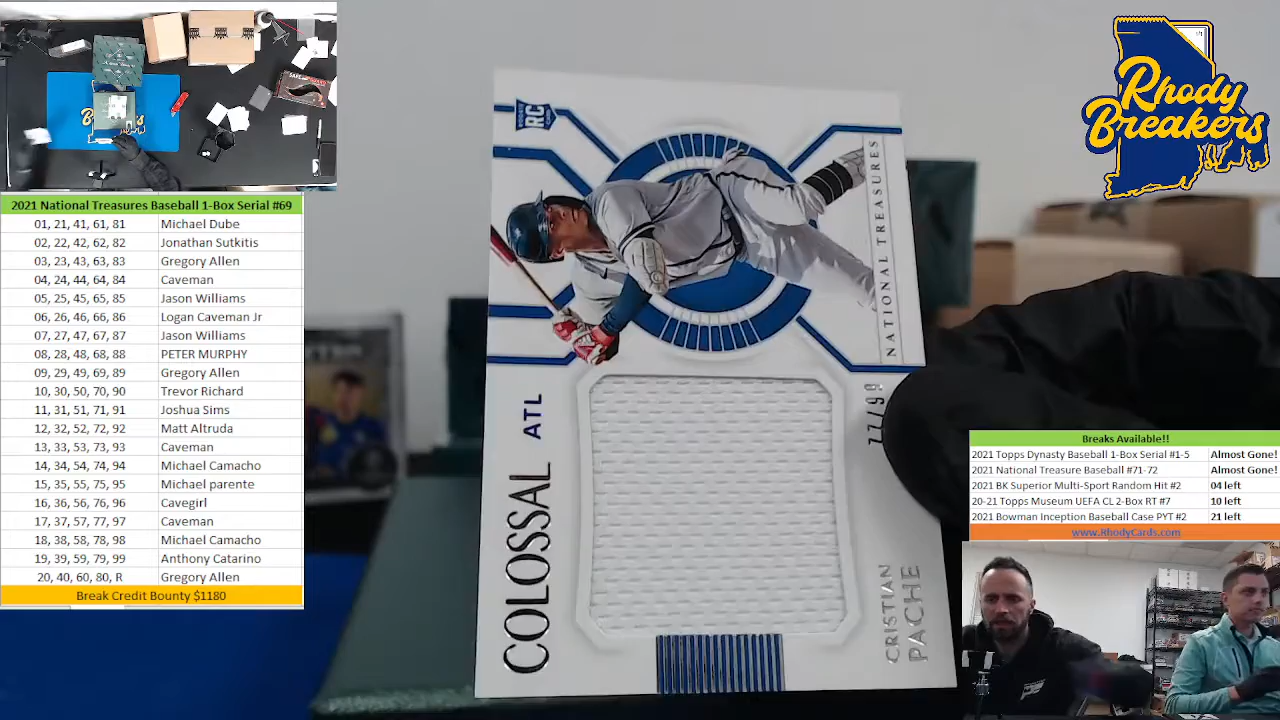 2021 National Treasures Baseball 1-Box Serial #69
01, 21, 41, 61, 81 Michael Dube
02, 22, 42, 62, 82 Jonathan Sutkitis
03, 23, 43, 63, 83 Gregory Allen
04, 24, 44, 64, 84 Caveman
05, 25, 45, 65, 85 Jason Williams
06, 26, 46, 66, 86 Logan Caveman Jr
07, 27, 47, 67, 87 Jason Williams
08, 28, 48, 68, 88 PETER MURPHY
09, 29, 49, 69, 89 Gregory Allen
10, 30, 50, 70, 90 Trevor Richard
11, 31, 51, 71, 91 Joshua Sims
12, 32, 52, 72, 92 Matt Altruda
13, 33, 53, 73, 93 Caveman
14, 34, 54, 74, 94 Michael Camacho
15, 35, 55, 75, 95 Michael parente
16, 36, 56, 76, 96 Cavegirl
17, 37, 57, 77, 97 Caveman
18, 38, 58, 78, 98 Michael Camacho
19, 39, 59, 79, 99 Anthony Catarino
20, 40, 60, 80, R Gregory Allen
Break Credit Bounty $1180
RC
COLOSSAL ATL
NATIONAL TREASURES
77/99
CRISTIAN
PACHE
Rhody
Breakers
Breaks Available!!
2021 Topps Dynasty Baseball 1-Box Serial #1-5 Almost Gone!
2021 National Treasure Baseball #71-72 Almost Gone!
2021 BK Superior Multi-Sport Random Hit #2 04 left
20-21 Topps Museum UEFA CL 2-Box RT #7 10 left
2021 Bowman Inception Baseball Case PYT #2 21 left
www.RhodyCards.com